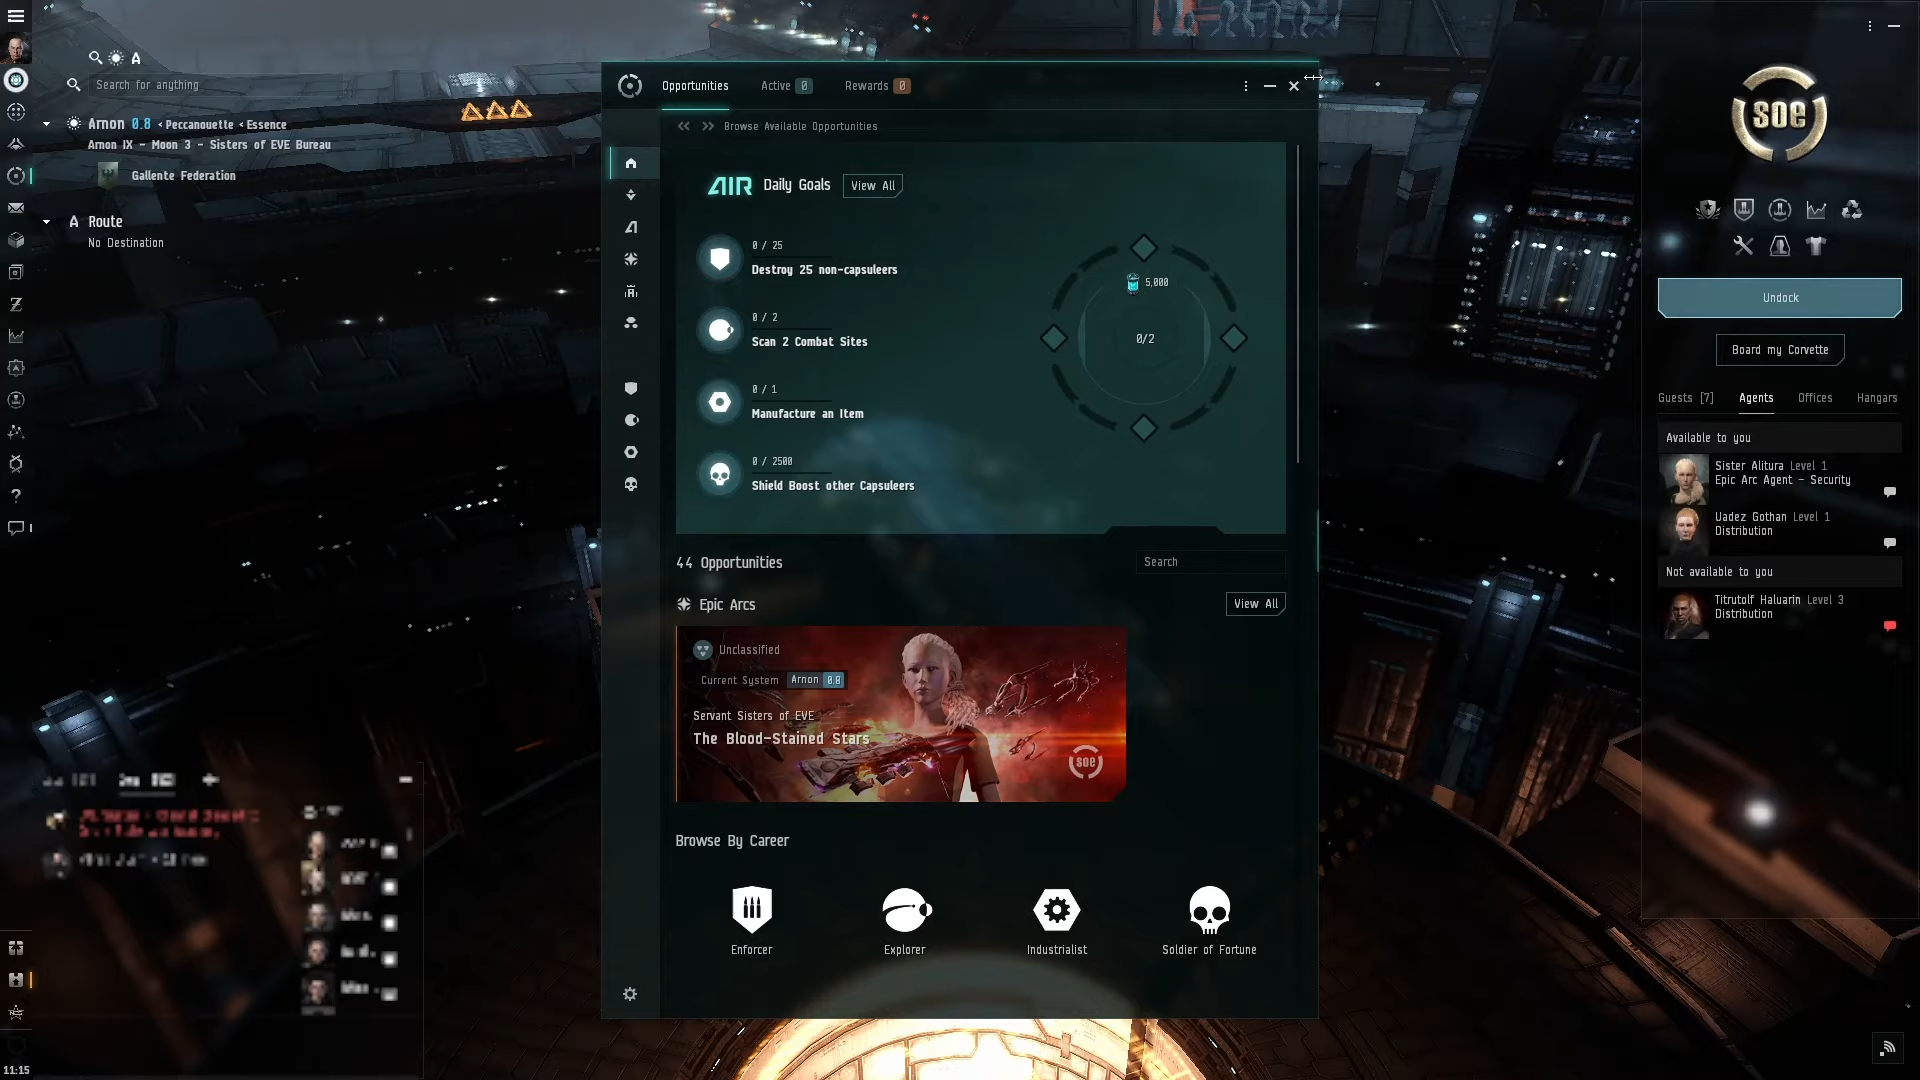 Search for anything
Arnon 0.8 < Peccanouette < Essence
Arnon IX - Moon 3 - Sisters of EVE Bureau
Gallente Federation
Route
No Destination
11:15
Opportunities
Active 0
Rewards 0
Browse Available Opportunities
AIR Daily Goals
View All
0 / 25
Destroy 25 non-capsuleers
0 / 2
Scan 2 Combat Sites
0 / 1
Manufacture an Item
0 / 2500
Shield Boost other Capsuleers
5,000
0/2
44 Opportunities
Search
Epic Arcs
View All
Unclassified
Current System Arnon 0.8
Servant Sisters of EVE
The Blood-Stained Stars
SOE
Browse By Career
Enforcer
Explorer
Industrialist
Soldier of Fortune
SOE
Undock
Board my Corvette
Guests [7]
Agents
Offices
Hangars
Available to you
Sister Alitura Level 1
Epic Arc Agent - Security
Uadez Gothan Level 1
Distribution
Not available to you
Titrutolf Haluarin Level 3
Distribution